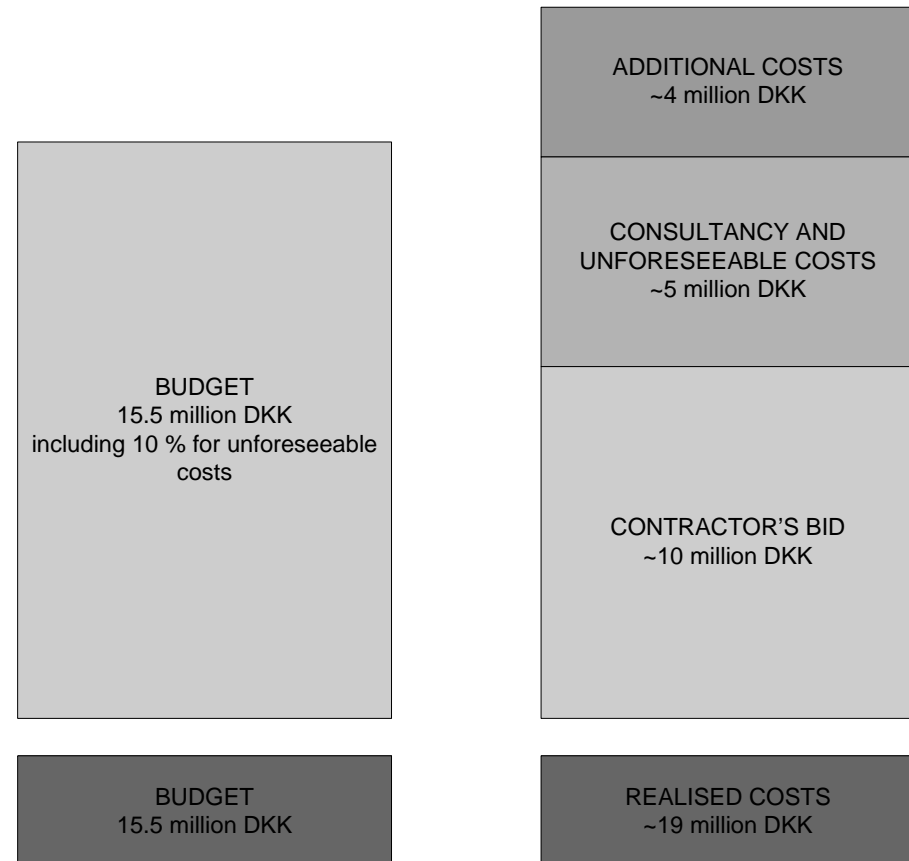 ADDITIONAL COSTS
~4 million DKK
CONSULTANCY AND
UNFORESEEABLE COSTS
~5 million DKK
BUDGET
15.5 million DKK
including 10 % for unforeseeable
costs
CONTRACTOR'S BID
~10 million DKK
BUDGET
15.5 million DKK
REALISED COSTS
~19 million DKK